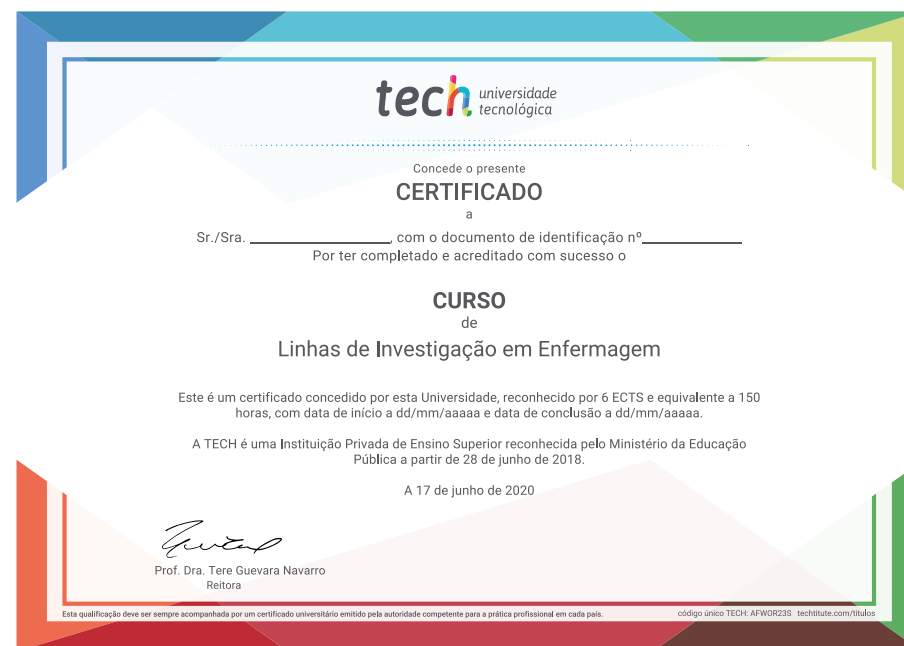 tech universidade
tecnológica
Concede o presente
CERTIFICADO
a
Sr./Sra. ________________, com o documento de identificação nº____________
Por ter completado e acreditado com sucesso o
CURSO
de
Linhas de Investigação em Enfermagem
Este é um certificado concedido por esta Universidade, reconhecido por 6 ECTS e equivalente a 150
horas, com data de início a dd/mm/aaaaa e data de conclusão a dd/mm/aaaaa.
A TECH é uma Instituição Privada de Ensino Superior reconhecida pelo Ministério da Educação
Pública a partir de 28 de junho de 2018.
A 17 de junho de 2020
Prof. Dra. Tere Guevara Navarro
Reitora
Esta qualificação deve ser sempre acompanhada por um certificado universitário emitido pela autoridade competente para a prática profissional em cada país.
código único TECH: AFWOR23S techtitute.com/titulos